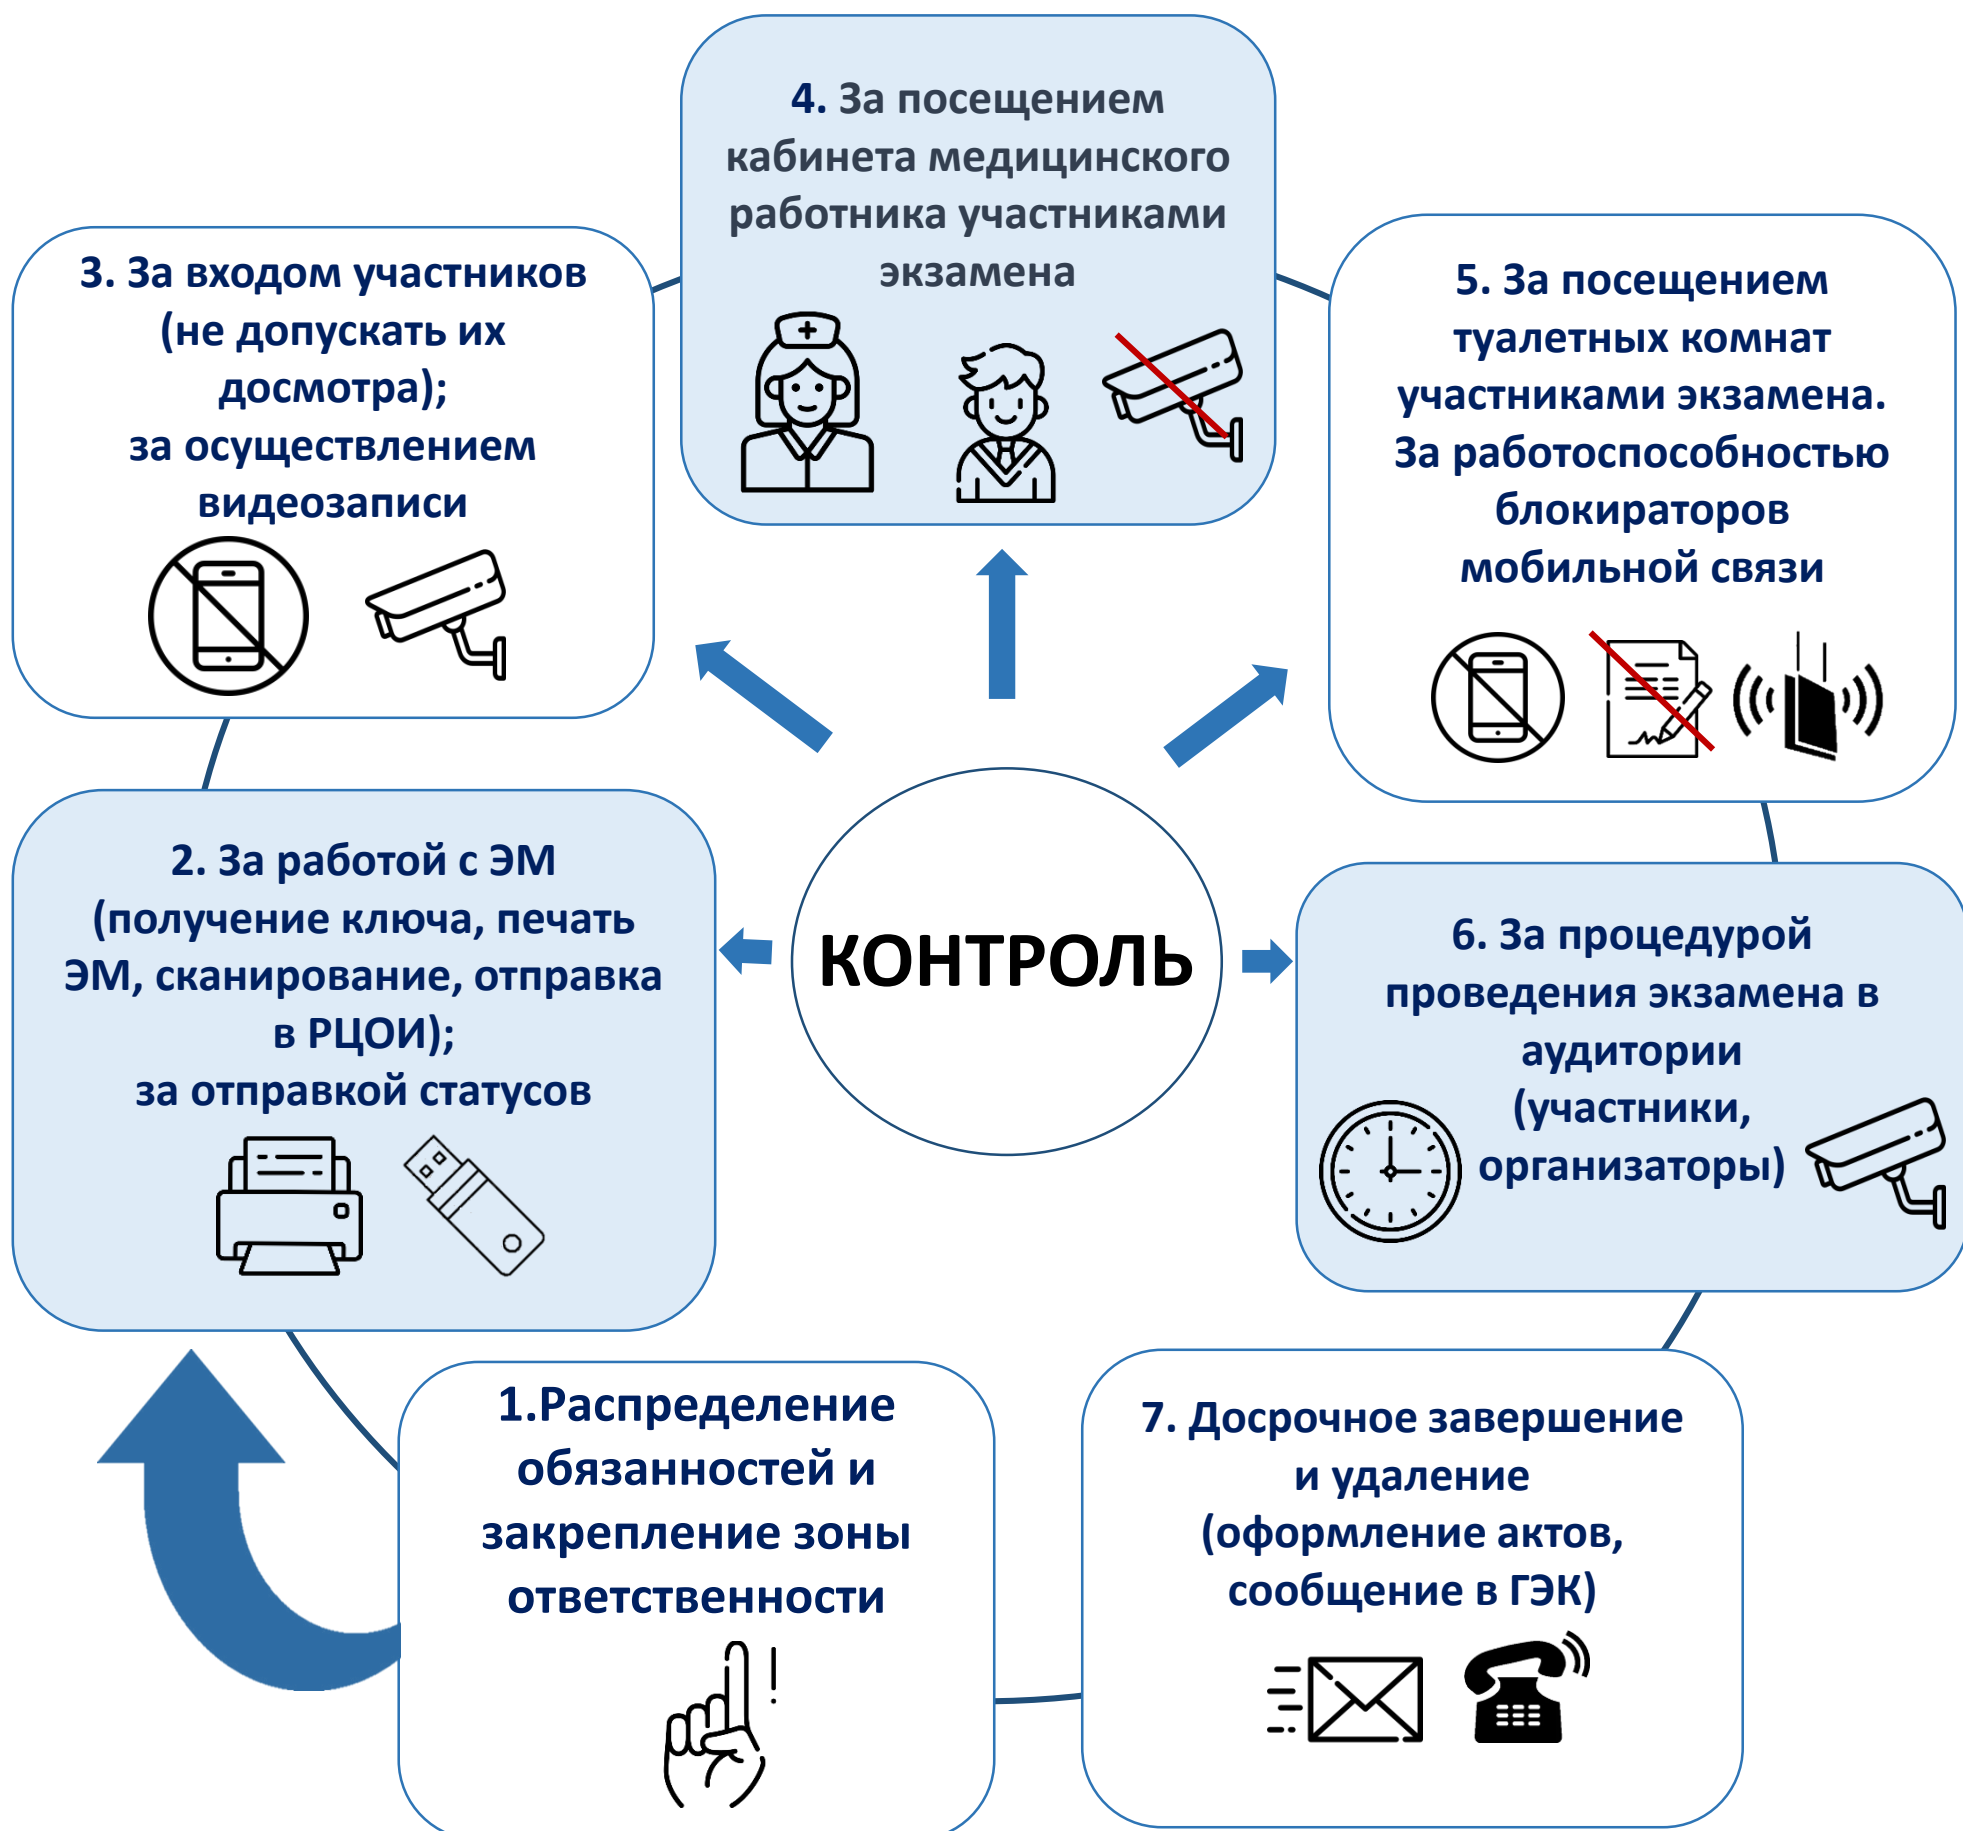 4. За посещением
кабинета медицинского
работника участниками
экзамена
3. За входом участников
(не допускать их
досмотра);
за осуществлением
видеозаписи
5. За посещением
туалетных комнат
участниками экзамена.
За работоспособностью
блокираторов
мобильной связи
2. За работой с ЭМ
(получение ключа, печать
ЭМ, сканирование, отправка
в РЦОИ);
за отправкой статусов
КОНТРОЛЬ
6. За процедурой
проведения экзамена в
аудитории
(участники,
организаторы)
1.Распределение
обязанностей и
закрепление зоны
ответственности
!
7. Досрочное завершение
и удаление
(оформление актов,
сообщение в ГЭК)